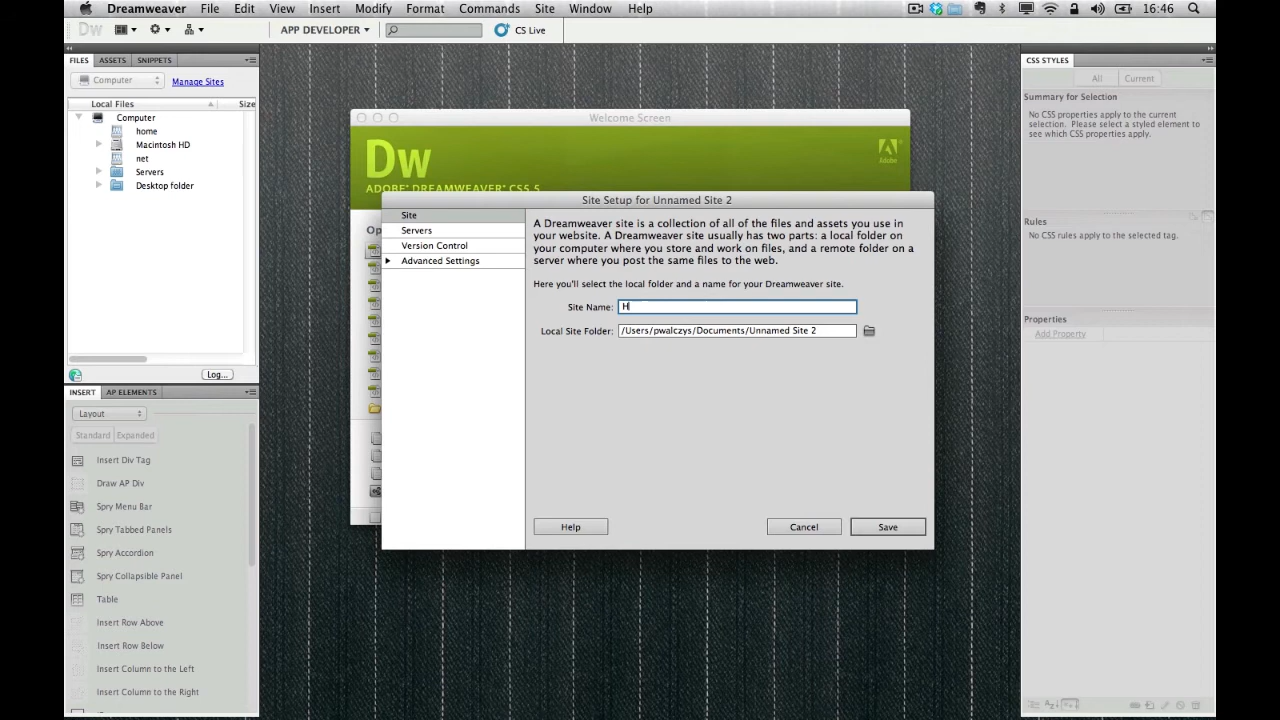 Dreamweaver File Edit View Insert Modify Format Commands Site Window Help 16:46
Dw APP DEVELOPER CS Live
FILES ASSETS SNIPPETS
Computer Manage Sites
Local Files Size
Computer
home
Macintosh HD
net
Servers
Desktop folder
Log...
INSERT AP ELEMENTS
Layout
Standard Expanded
Insert Div Tag
Draw AP Div
Spry Menu Bar
Spry Tabbed Panels
Spry Accordion
Spry Collapsible Panel
Table
Insert Row Above
Insert Row Below
Insert Column to the Left
Insert Column to the Right
Welcome Screen
Dw
Adobe
ADOBE® DREAMWEAVER® CS5.5
Op
Site Setup for Unnamed Site 2
Site
Servers
Version Control
Advanced Settings
A Dreamweaver site is a collection of all of the files and assets you use in
your website. A Dreamweaver site usually has two parts: a local folder on
your computer where you store and work on files, and a remote folder on a
server where you post the same files to the web.
Here you'll select the local folder and a name for your Dreamweaver site.
Site Name: H
Local Site Folder: /Users/pwalczys/Documents/Unnamed Site 2
Help Cancel Save
CSS STYLES
All Current
Summary for Selection
No CSS properties apply to the current
selection. Please select a styled element to
see which CSS properties apply.
Rules
No CSS rules apply to the selected tag.
Properties
Add Property